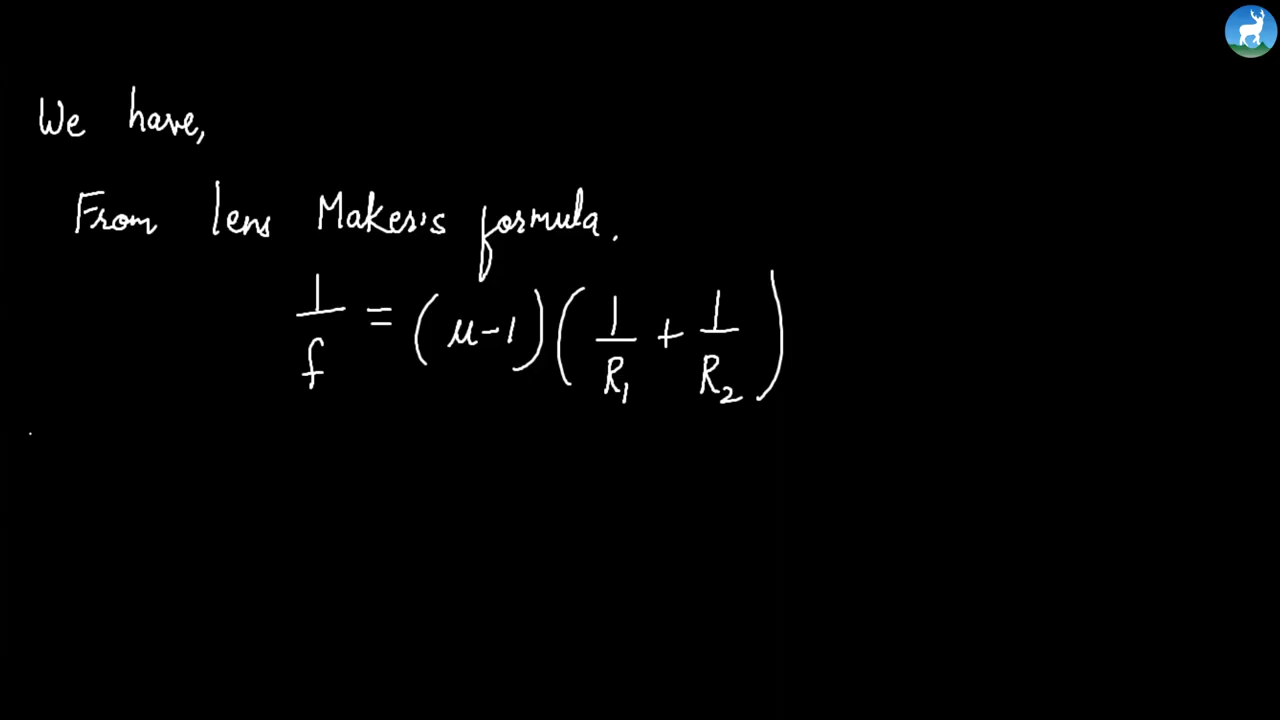 We have,
From lens Maker's formula.
1/f = (μ-1)(1/R₁ + 1/R₂)